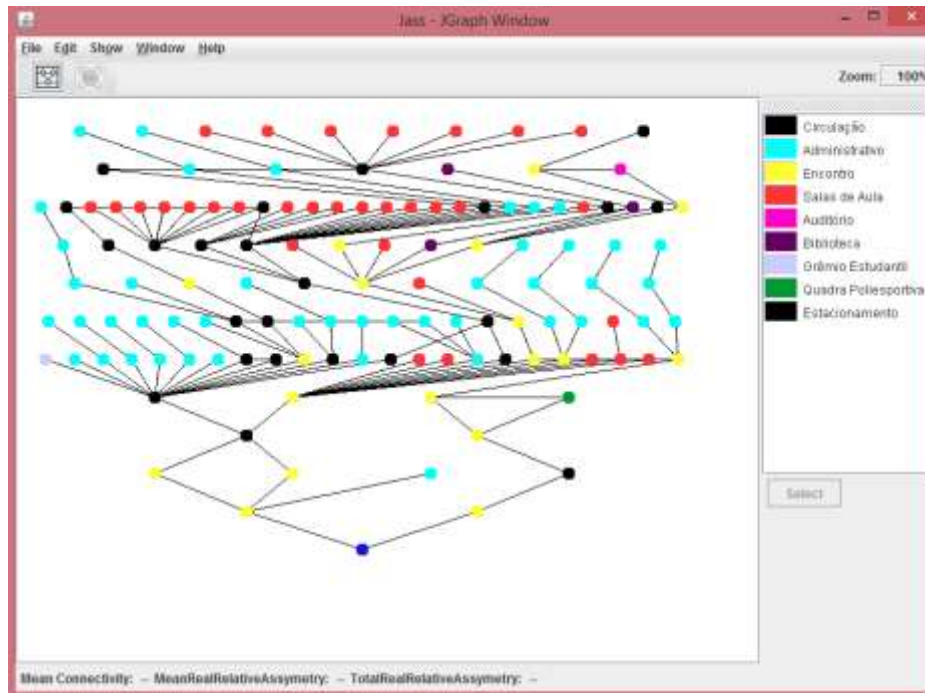 Jass - JGraph Window
File Edit Show Window Help
Zoom: 100%
Circulação
Administrativo
Encontro
Salas de Aula
Auditório
Biblioteca
Grêmio Estudantil
Quadra Poliesportiva
Estacionamento
Select
Mean Connectivity: -- MeanRealRelativeAssymetry: -- TotalRealRelativeAssymetry: --